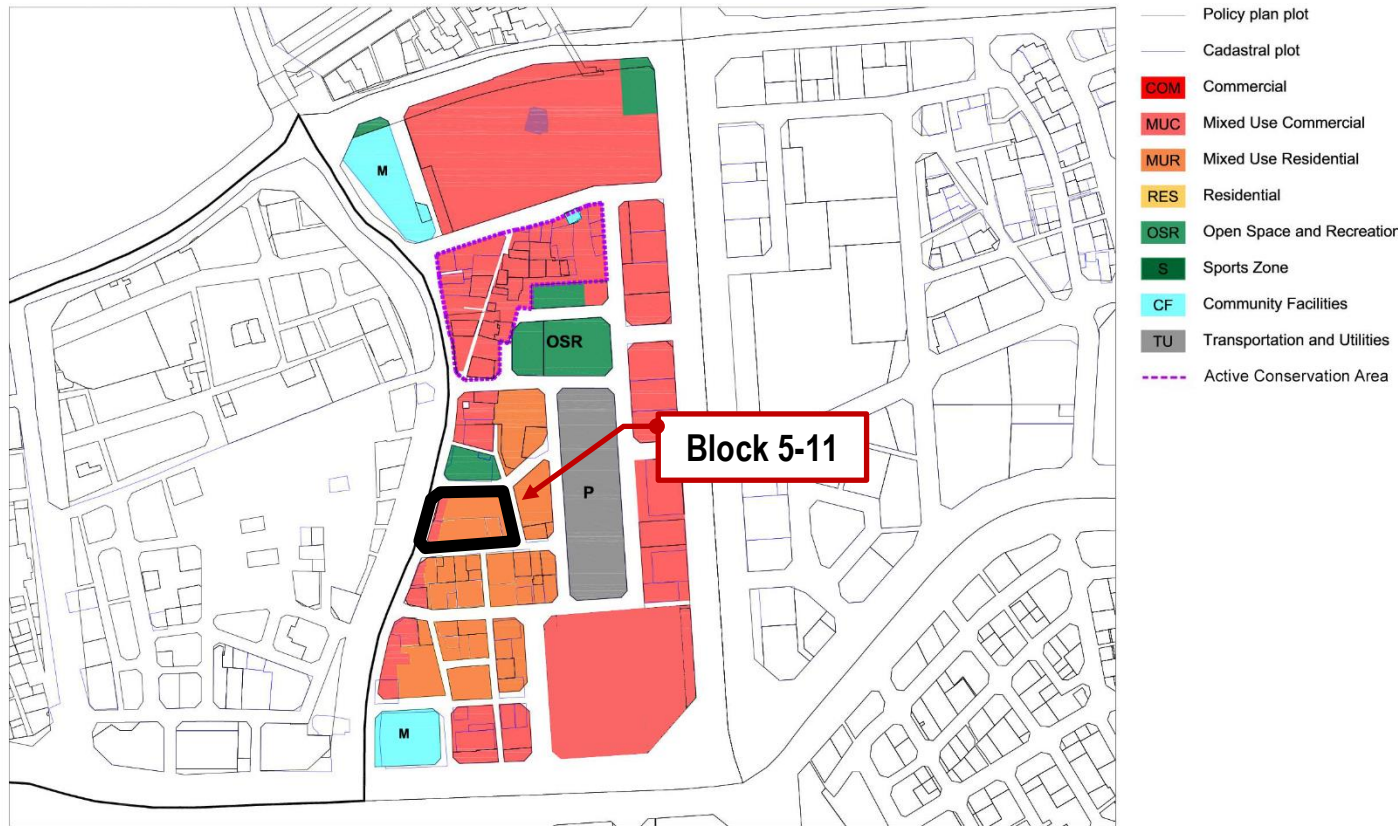 Policy plan plot
Cadastral plot
COM Commercial
MUC Mixed Use Commercial
MUR Mixed Use Residential
RES Residential
OSR Open Space and Recreation
S Sports Zone
CF Community Facilities
TU Transportation and Utilities
Active Conservation Area
M
OSR
Block 5-11
P
M